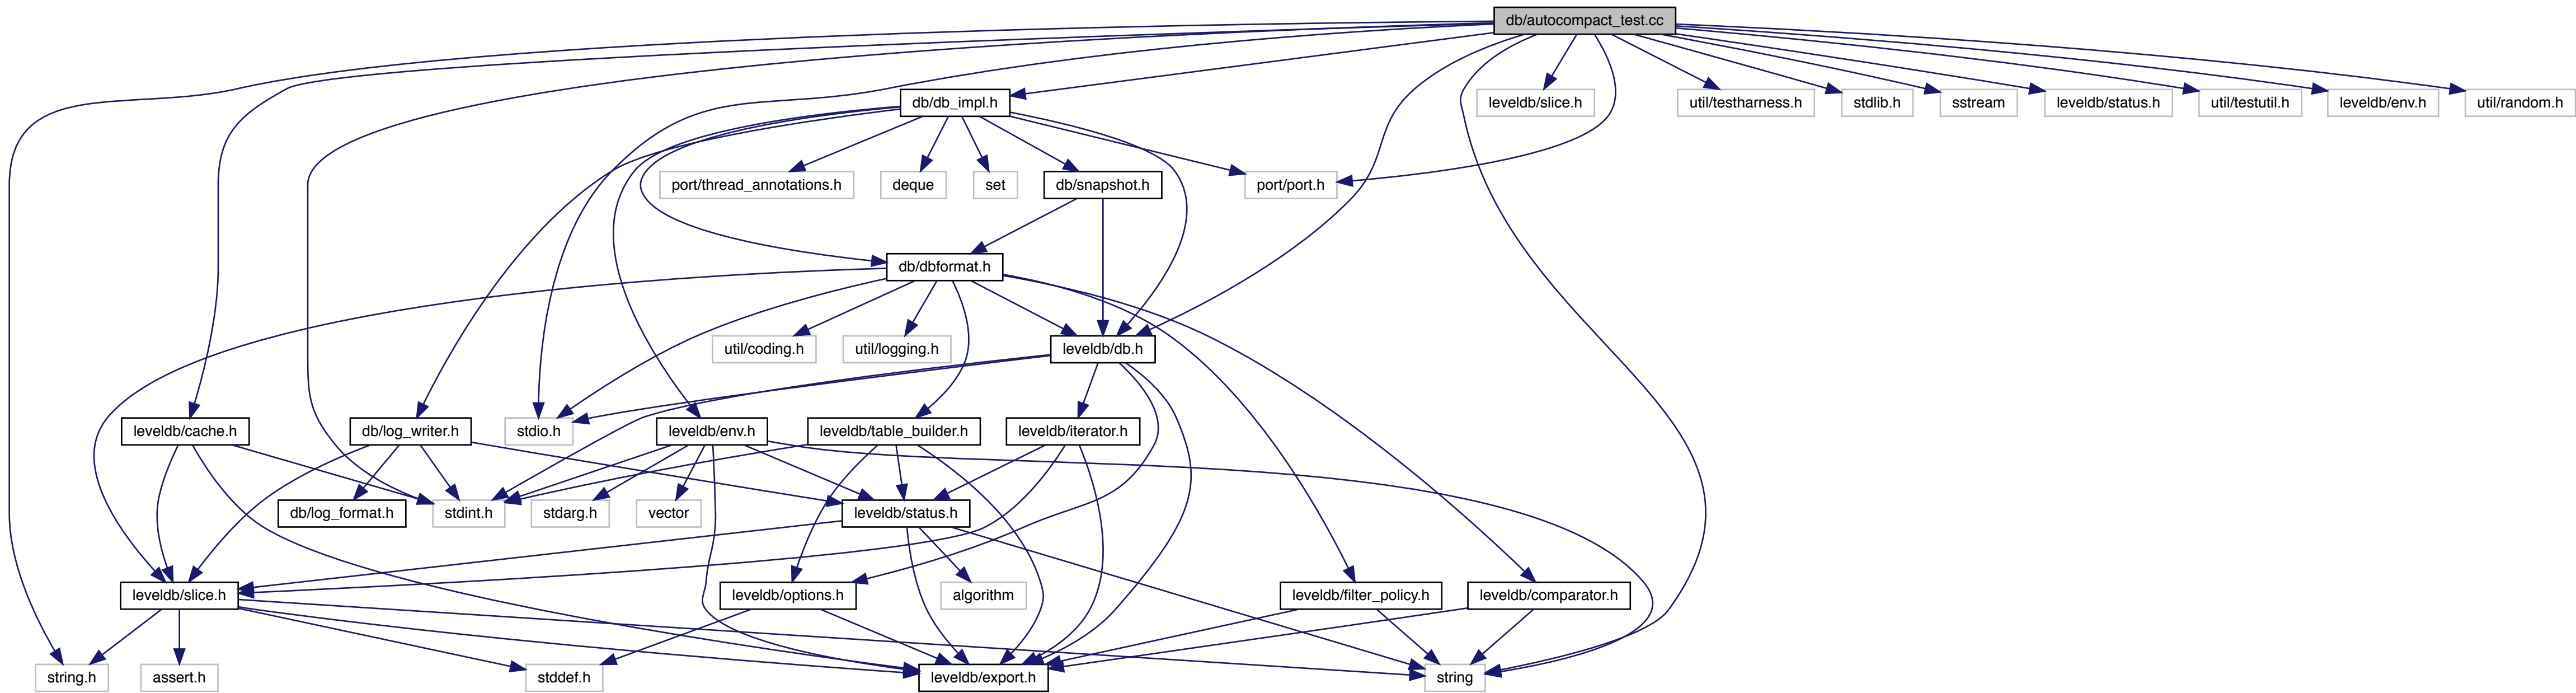 db/autocompact_test.cc
db/db_impl.h
leveldb/slice.h
util/testharness.h
stdlib.h
sstream
leveldb/status.h
util/testutil.h
leveldb/env.h
util/random.h
port/thread_annotations.h
deque
set
db/snapshot.h
port/port.h
db/dbformat.h
util/coding.h
util/logging.h
leveldb/db.h
leveldb/cache.h
db/log_writer.h
stdio.h
leveldb/env.h
leveldb/table_builder.h
leveldb/iterator.h
db/log_format.h
stdint.h
stdarg.h
vector
leveldb/status.h
leveldb/slice.h
leveldb/options.h
algorithm
leveldb/filter_policy.h
leveldb/comparator.h
string.h
assert.h
stddef.h
leveldb/export.h
string